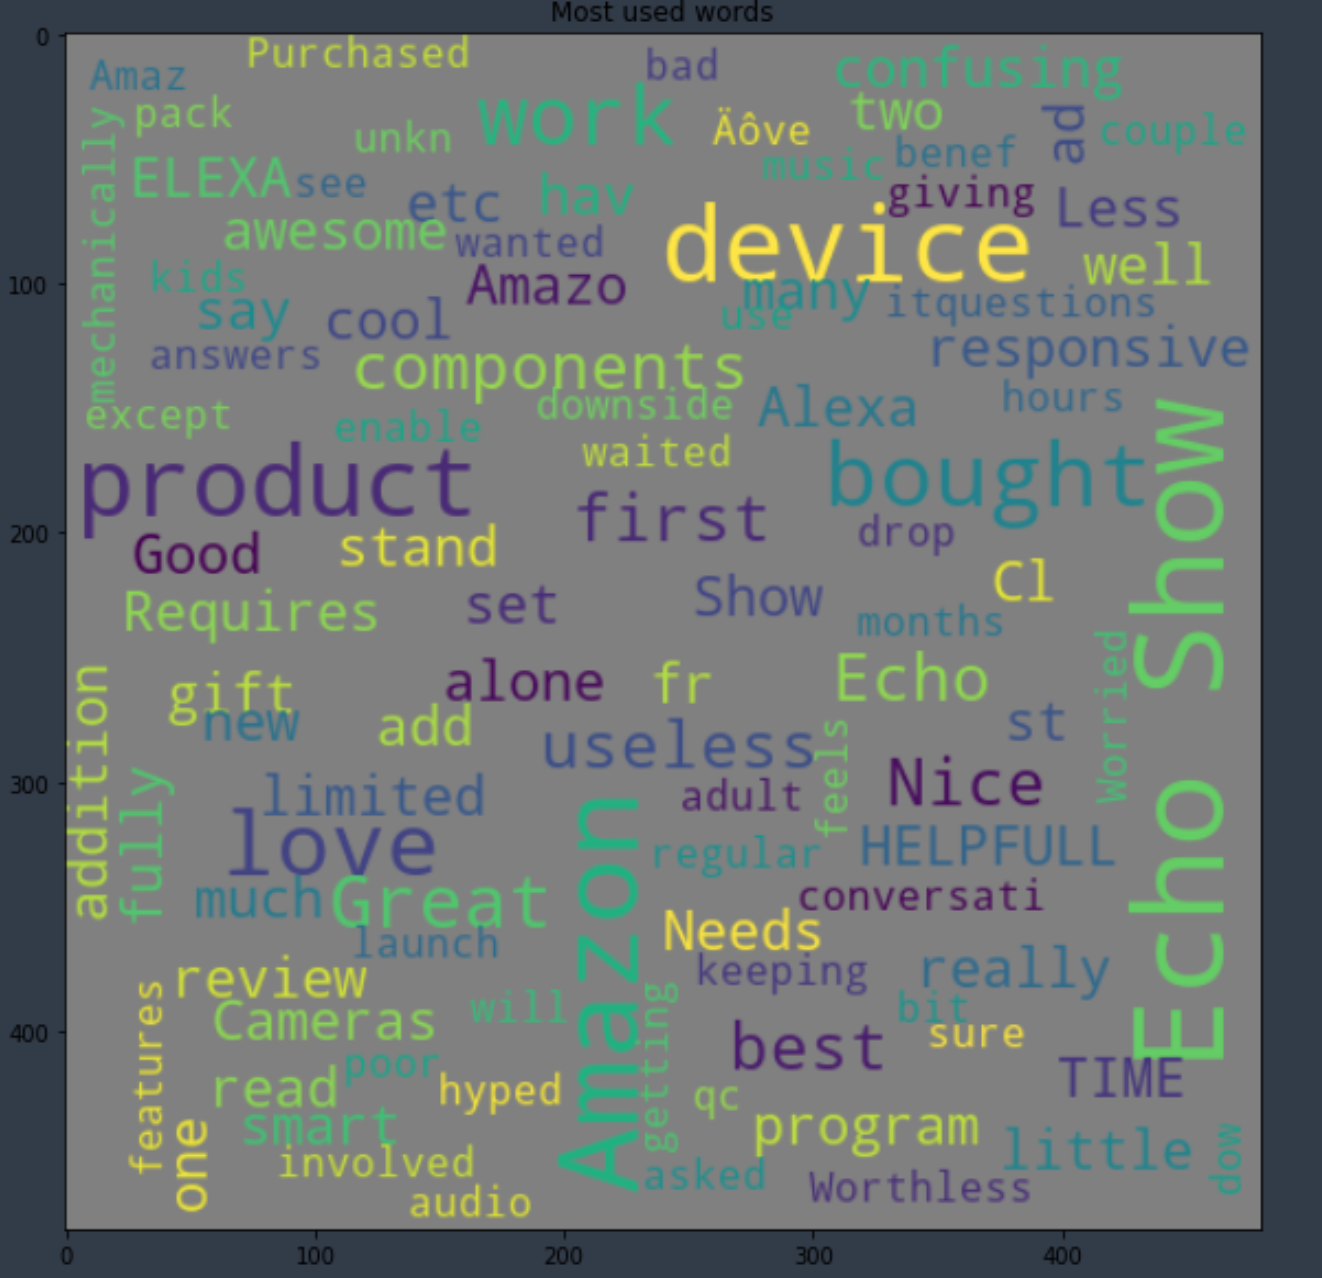 Most used words
0
100
200
300
400
0
100
200
300
400
Purchased
bad
confusing
Amaz
pack
work
Äôve
two
ad
couple
unkn
mechanically
music
benef
ELEXA
see
etc
hav
giving
Less
awesome
wanted
device
well
kids
Amazo
many
itquestions
say
cool
use
answers
components
responsive
except
enable
downside
Alexa
hours
waited
product
bought
first
drop
Echo Show
Good
stand
Cl
Requires
set
Show
months
Worried
addition
gift
alone
fr
Echo
new
add
useless
feels
st
fully
limited
adult
Nice
love
Amazon
regular
HELPFULL
much
Great
conversati
launch
Needs
features
review
keeping
really
Cameras
will
getting
bit
best
sure
poor
read
hyped
qc
TIME
one
smart
program
little
dow
involved
asked
Worthless
audio